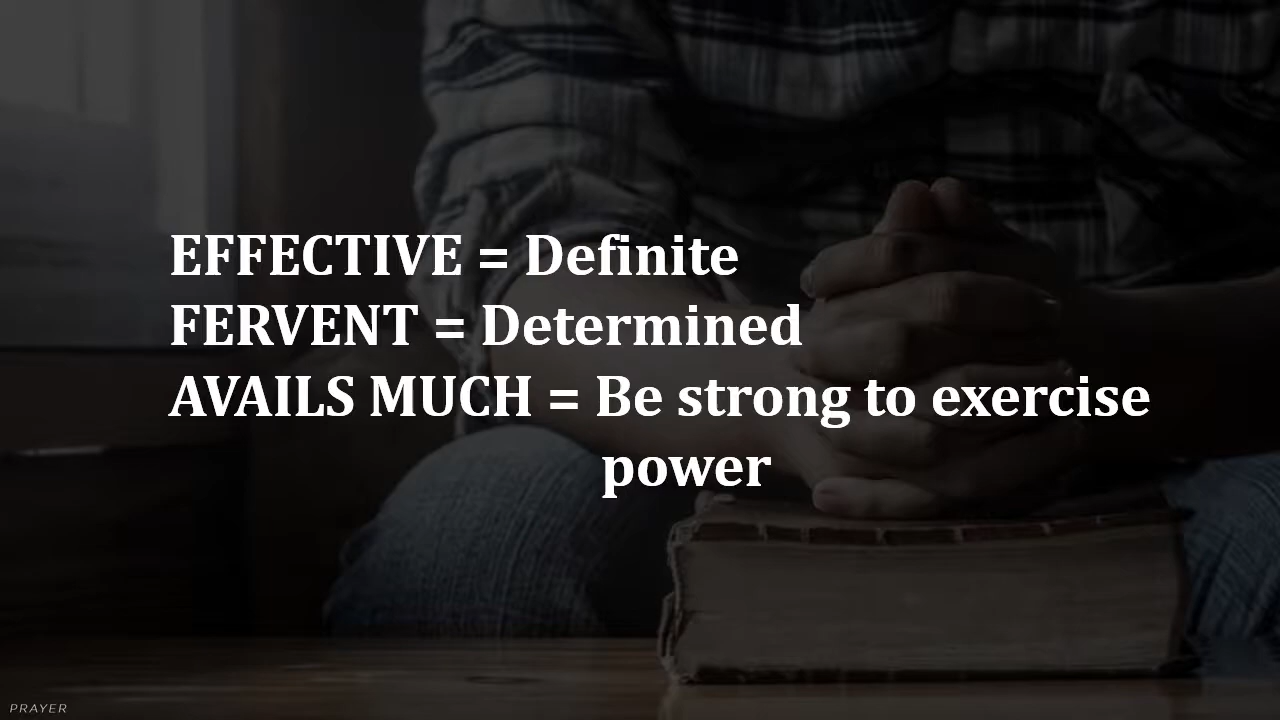 EFFECTIVE = Definite
FERVENT = Determined
AVAILS MUCH = Be strong to exercise
power
PRAYER